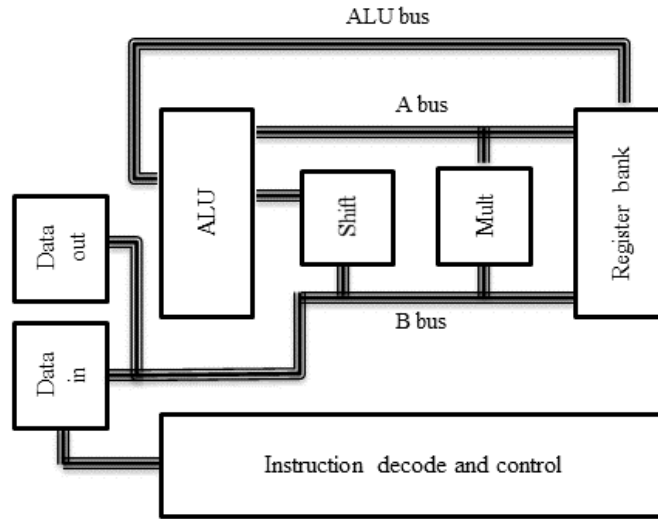 ALU bus
A bus
ALU
Shift
Mult
Register bank
Data
out
B bus
Data
in
Instruction decode and control